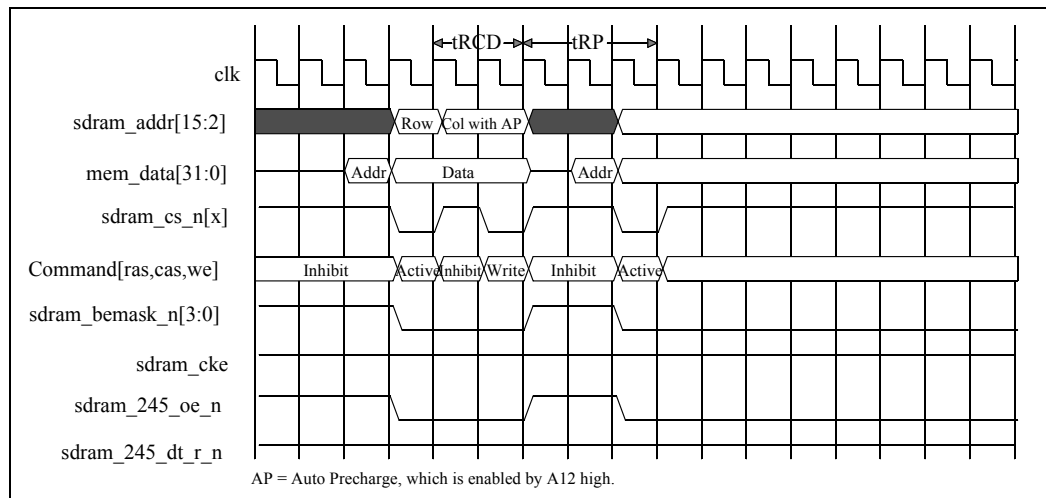 tRCD tRP
clk
sdram_addr[15:2] Row Col with AP
mem_data[31:0] Addr Data Addr
sdram_cs_n[x]
Command[ras,cas,we] Inhibit Active Inhibit Write Inhibit Active
sdram_bemask_n[3:0]
sdram_cke
sdram_245_oe_n
sdram_245_dt_r_n
AP = Auto Precharge, which is enabled by A12 high.